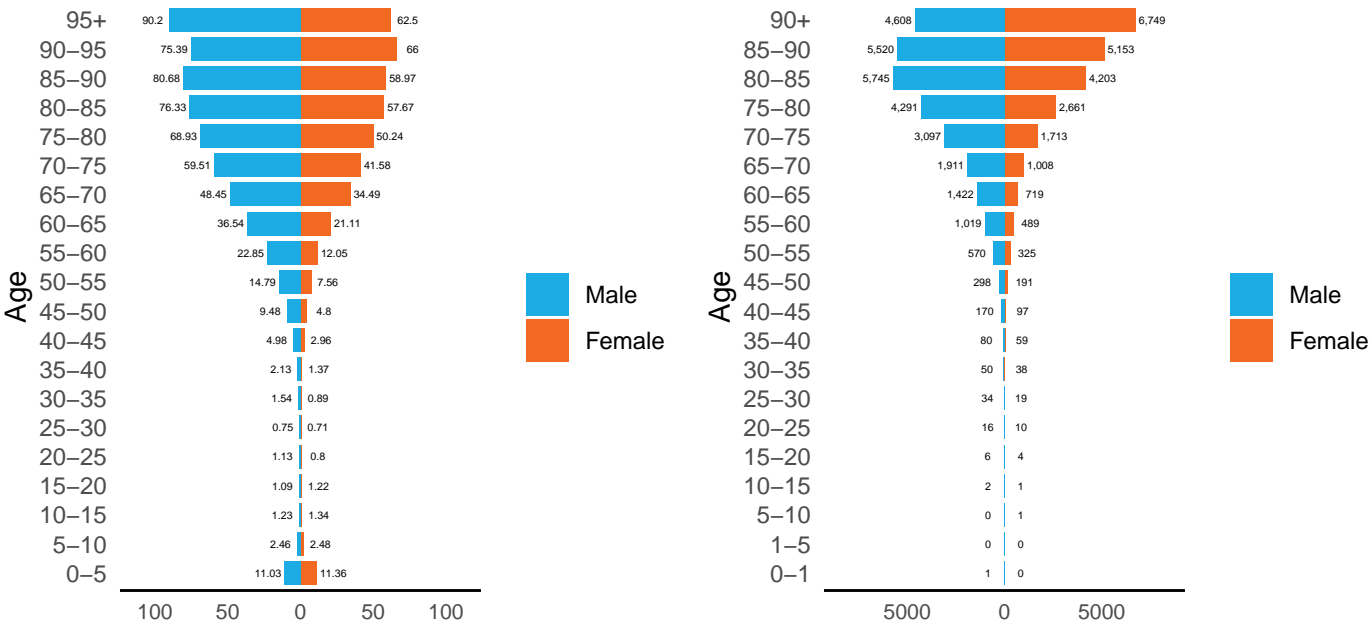 95+ 90.2 62.5
90–95 75.39 66
85–90 80.68 58.97
80–85 76.33 57.67
75–80 68.93 50.24
70–75 59.51 41.58
65–70 48.45 34.49
60–65 36.54 21.11
55–60 22.85 12.05
50–55 14.79 7.56
45–50 9.48 4.8
40–45 4.98 2.96
35–40 2.13 1.37
30–35 1.54 0.89
25–30 0.75 0.71
20–25 1.13 0.8
15–20 1.09 1.22
10–15 1.23 1.34
5–10 2.46 2.48
0–5 11.03 11.36
100 50 0 50 100
Age
Male
Female
90+ 4,608 6,749
85–90 5,520 5,153
80–85 5,745 4,203
75–80 4,291 2,661
70–75 3,097 1,713
65–70 1,911 1,008
60–65 1,422 719
55–60 1,019 489
50–55 570 325
45–50 298 191
40–45 170 97
35–40 80 59
30–35 50 38
25–30 34 19
20–25 16 10
15–20 6 4
10–15 2 1
5–10 0 1
1–5 0 0
0–1 1 0
5000 0 5000
Age
Male
Female